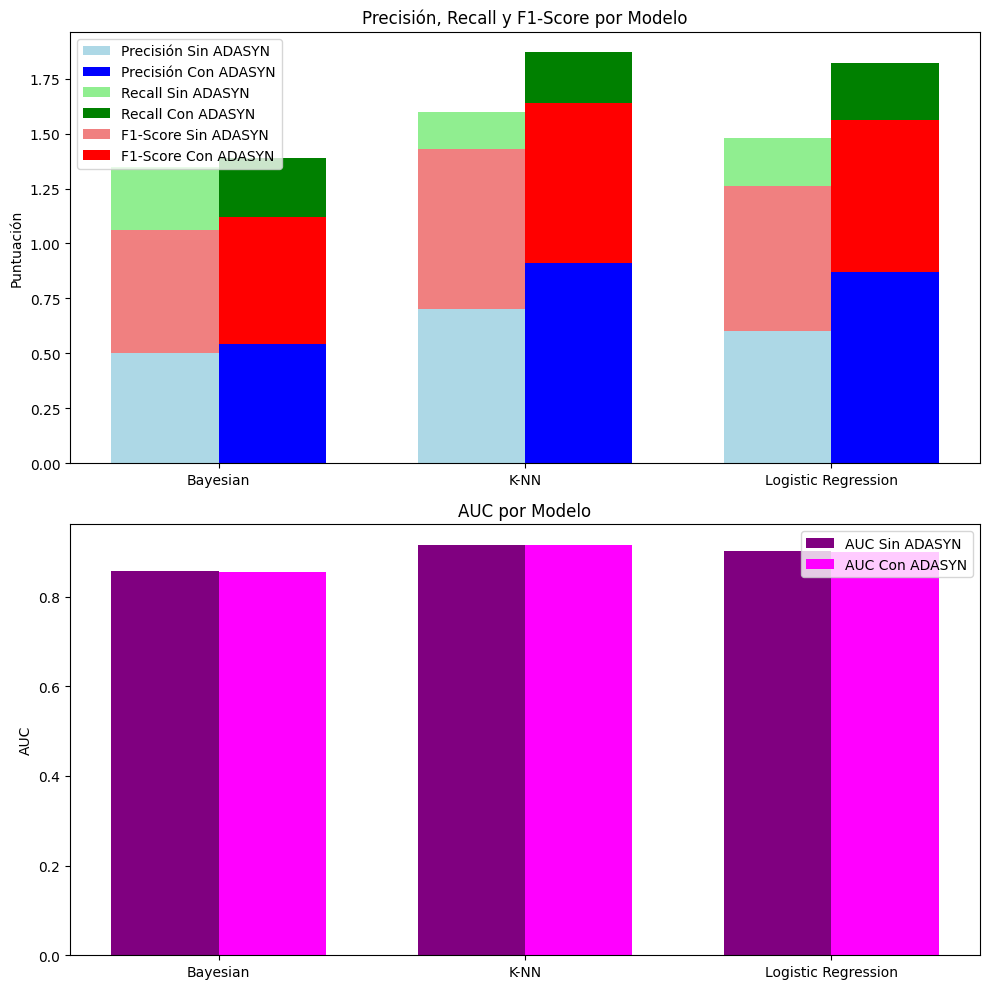 Precisión, Recall y F1-Score por Modelo
Precisión Sin ADASYN
Precisión Con ADASYN
Recall Sin ADASYN
Recall Con ADASYN
F1-Score Sin ADASYN
F1-Score Con ADASYN
Puntuación
1.75
1.50
1.25
1.00
0.75
0.50
0.25
0.00
Bayesian
K-NN
Logistic Regression
AUC por Modelo
AUC Sin ADASYN
AUC Con ADASYN
AUC
0.8
0.6
0.4
0.2
0.0
Bayesian
K-NN
Logistic Regression